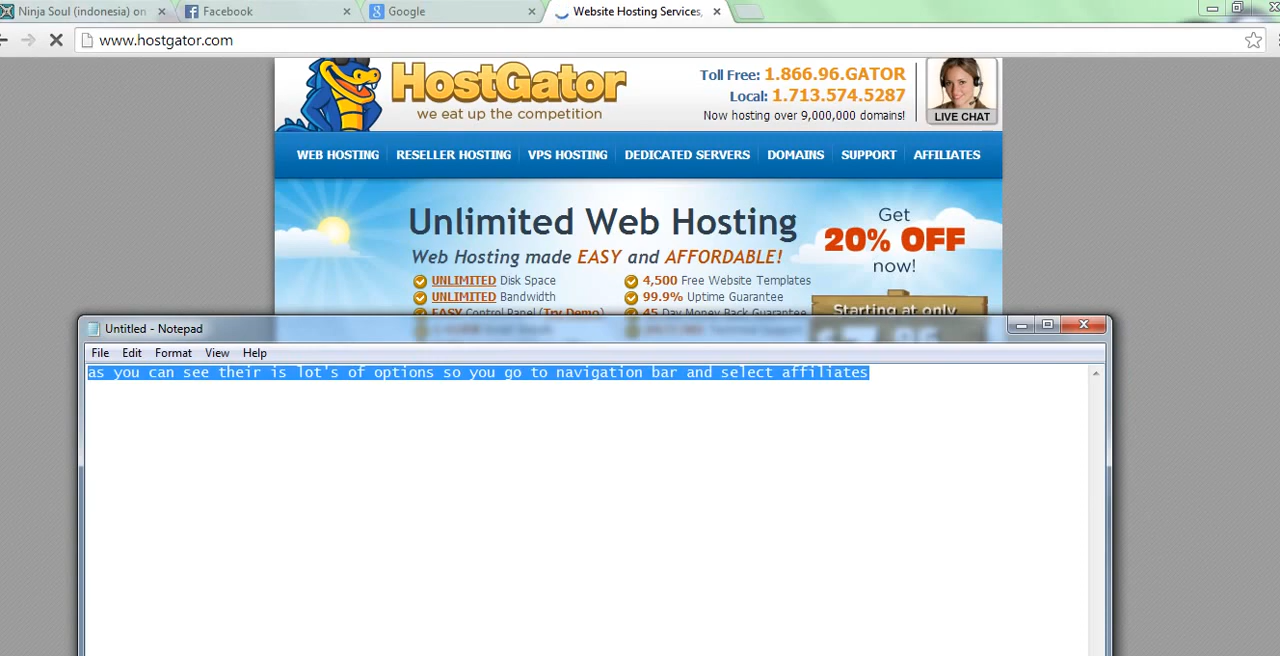 Ninja Soul (indonesia) on
Facebook
Google
Website Hosting Services,
www.hostgator.com
HostGator
we eat up the competition
Toll Free: 1.866.96.GATOR
Local: 1.713.574.5287
Now hosting over 9,000,000 domains!
LIVE CHAT
WEB HOSTING RESELLER HOSTING VPS HOSTING DEDICATED SERVERS DOMAINS SUPPORT AFFILIATES
Unlimited Web Hosting
Web Hosting made EASY and AFFORDABLE!
UNLIMITED Disk Space
UNLIMITED Bandwidth
EASY Control Panel (Try Demo)
4,500 Free Website Templates
99.9% Uptime Guarantee
45 Day Money Back Guarantee
Get
20% OFF
now!
Starting at only
Untitled - Notepad
File Edit Format View Help
as you can see their is lot's of options so you go to navigation bar and select affiliates